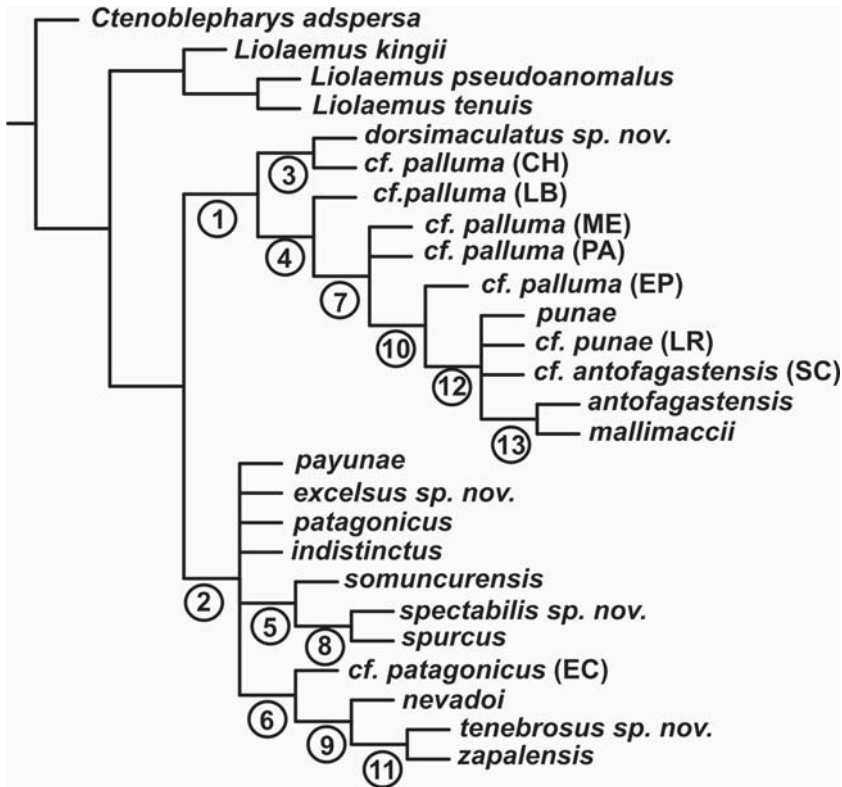 Ctenoblepharys adspersa
Liolaemus kingii
Liolaemus pseudoanomalus
Liolaemus tenuis
dorsimaculatus sp. nov.
3
cf. palluma (CH)
cf.palluma (LB)
1
cf. palluma (ME)
4
cf. palluma (PA)
cf. palluma (EP)
7
punae
10
cf. punae (LR)
cf. antofagastensis (SC)
12
antofagastensis
13
mallimaccii
payunae
excelsus sp. nov.
patagonicus
indistinctus
somuncurensis
2
spectabilis sp. nov.
5
8
spurcus
cf. patagonicus (EC)
6
nevadoi
tenebrosus sp. nov.
9
zapalensis
11